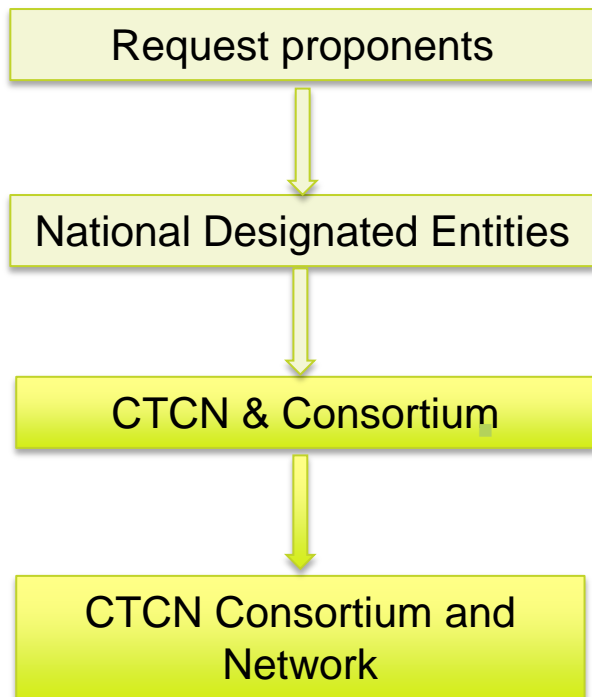 Request proponents
National Designated Entities
CTCN & Consortium
CTCN Consortium and
Network